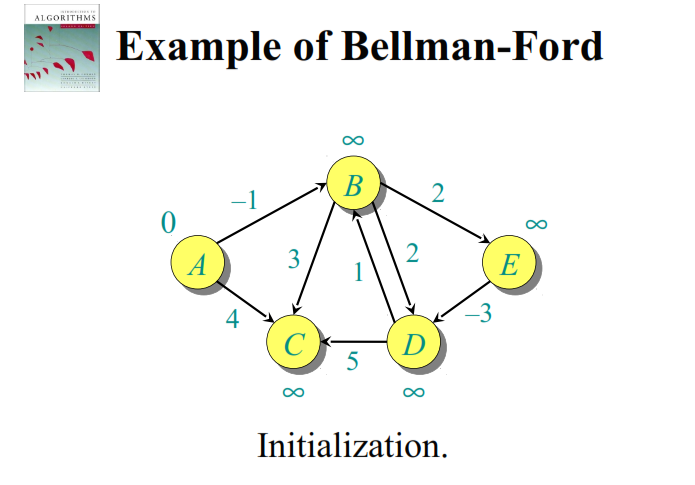 INTRODUCTION TO
ALGORITHMS
Example of Bellman-Ford
∞
B
–1
2
0
∞
A
3
1
2
E
4
–3
C
5
D
∞
∞
Initialization.